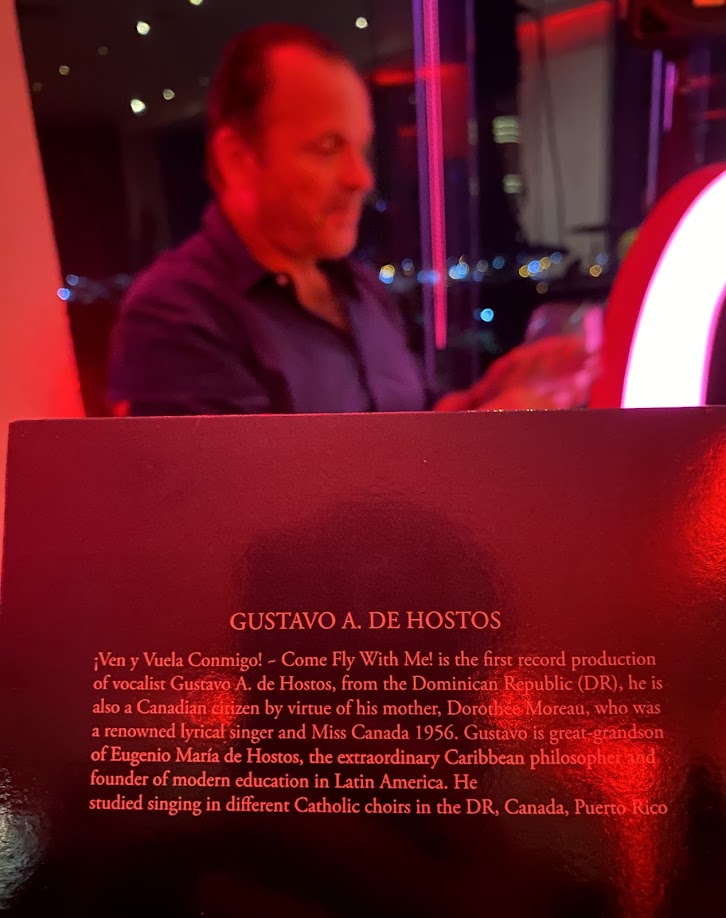 GUSTAVO A. DE HOSTOS
¡Ven y Vuela Conmigo! - Come Fly With Me! is the first record production
of vocalist Gustavo A. de Hostos, from the Dominican Republic (DR), he is
also a Canadian citizen by virtue of his mother, Dorothée Moreau, who was
a renowned lyrical singer and Miss Canada 1956. Gustavo is great-grandson
of Eugenio María de Hostos, the extraordinary Caribbean philosopher and
founder of modern education in Latin America. He
studied singing in different Catholic choirs in the DR, Canada, Puerto Rico